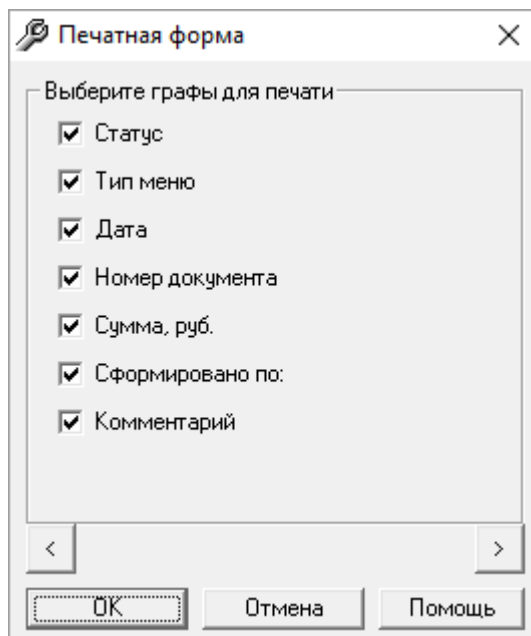 Печатная форма
Выберите графы для печати
Статус
Тип меню
Дата
Номер документа
Сумма, руб.
Сформировано по:
Комментарий
< >
OK Отмена Помощь